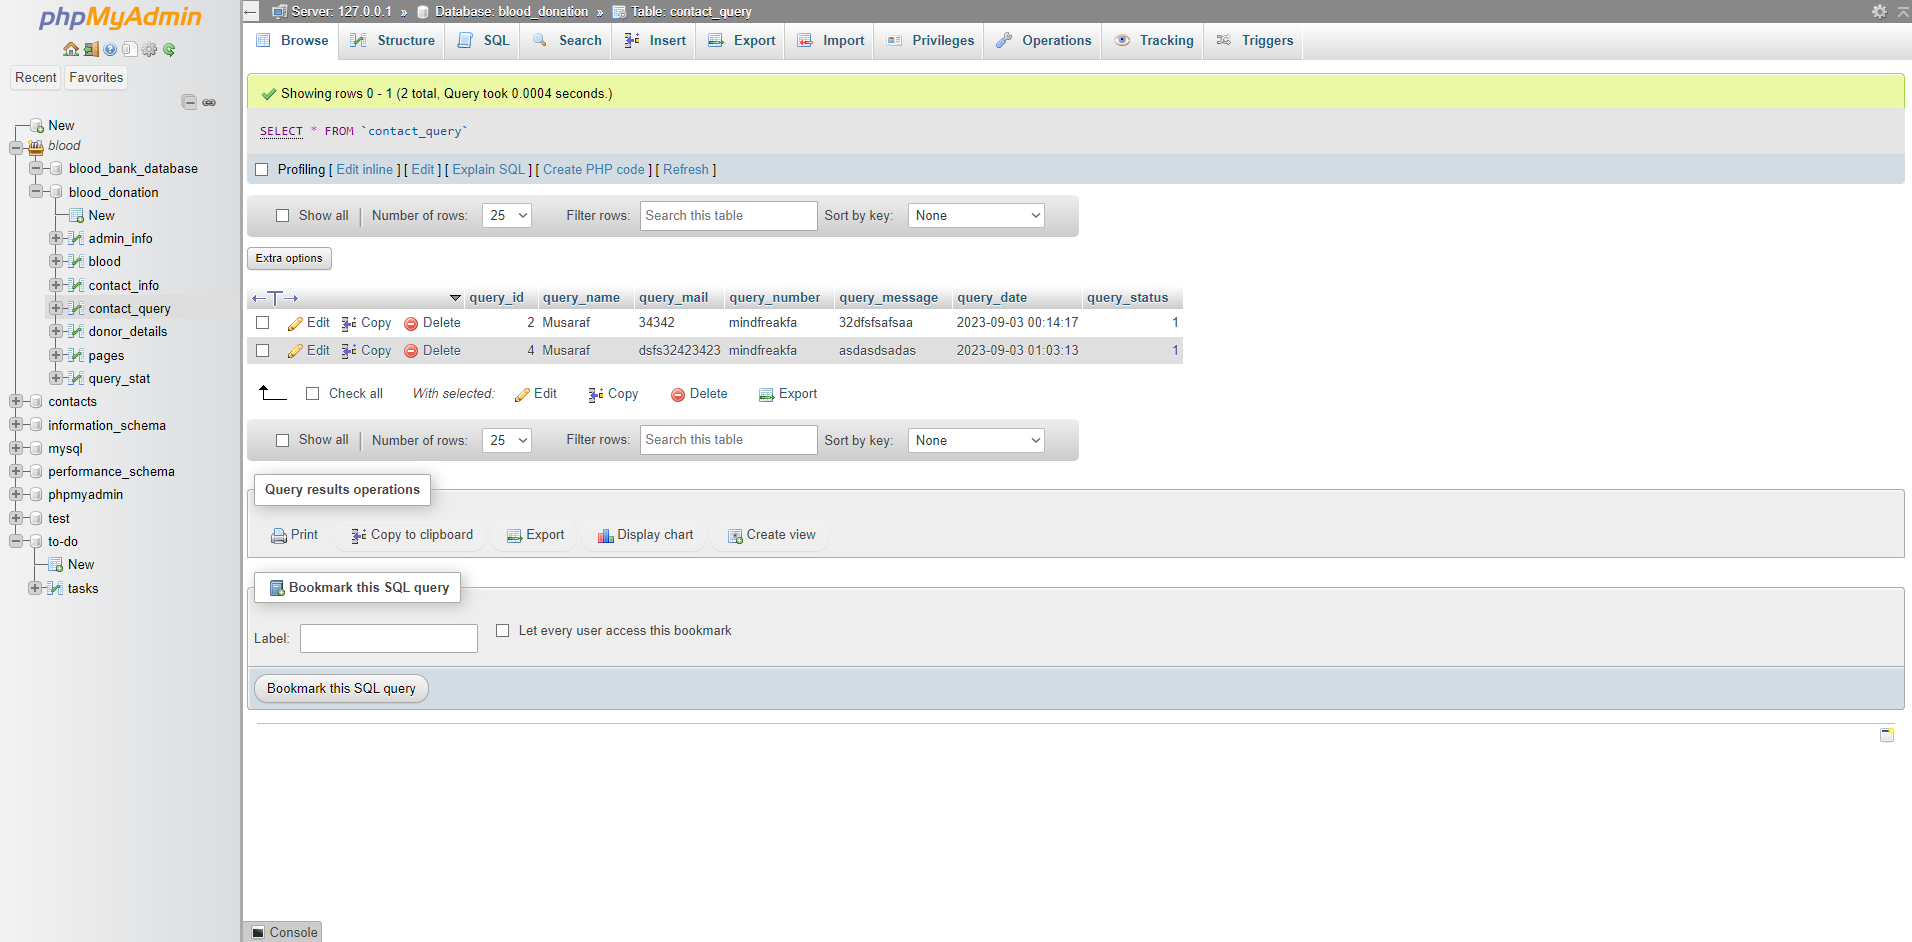 phpMyAdmin
Recent Favorites
New
blood
blood_bank_database
blood_donation
New
admin_info
blood
contact_info
contact_query
donor_details
pages
query_stat
contacts
information_schema
mysql
performance_schema
phpmyadmin
test
to-do
New
tasks
Server: 127.0.0.1 » Database: blood_donation » Table: contact_query
Browse Structure SQL Search Insert Export Import Privileges Operations Tracking Triggers
Showing rows 0 - 1 (2 total, Query took 0.0004 seconds.)
SELECT * FROM `contact_query`
Profiling [ Edit inline ] [ Edit ] [ Explain SQL ] [ Create PHP code ] [ Refresh ]
Show all Number of rows: 25 Filter rows: Search this table Sort by key: None
Extra options
←T→ query_id query_name query_mail query_number query_message query_date query_status
Edit Copy Delete 2 Musaraf 34342 mindfreakfa 32dfsfsafsaa 2023-09-03 00:14:17 1
Edit Copy Delete 4 Musaraf dsfs32423423 mindfreakfa asdasdsadas 2023-09-03 01:03:13 1
Check all With selected: Edit Copy Delete Export
Show all Number of rows: 25 Filter rows: Search this table Sort by key: None
Query results operations
Print Copy to clipboard Export Display chart Create view
Bookmark this SQL query
Label: Let every user access this bookmark
Bookmark this SQL query
Console